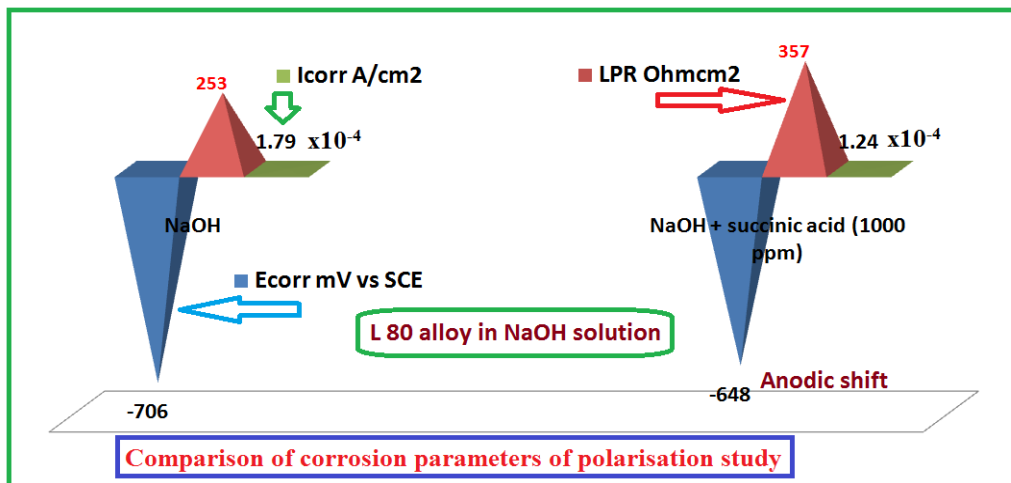 253
Icorr A/cm2
1.79 x10⁻⁴
NaOH
Ecorr mV vs SCE
-706
357
LPR Ohmcm2
1.24 x10⁻⁴
NaOH + succinic acid (1000
ppm)
L 80 alloy in NaOH solution
Anodic shift
-648
Comparison of corrosion parameters of polarisation study